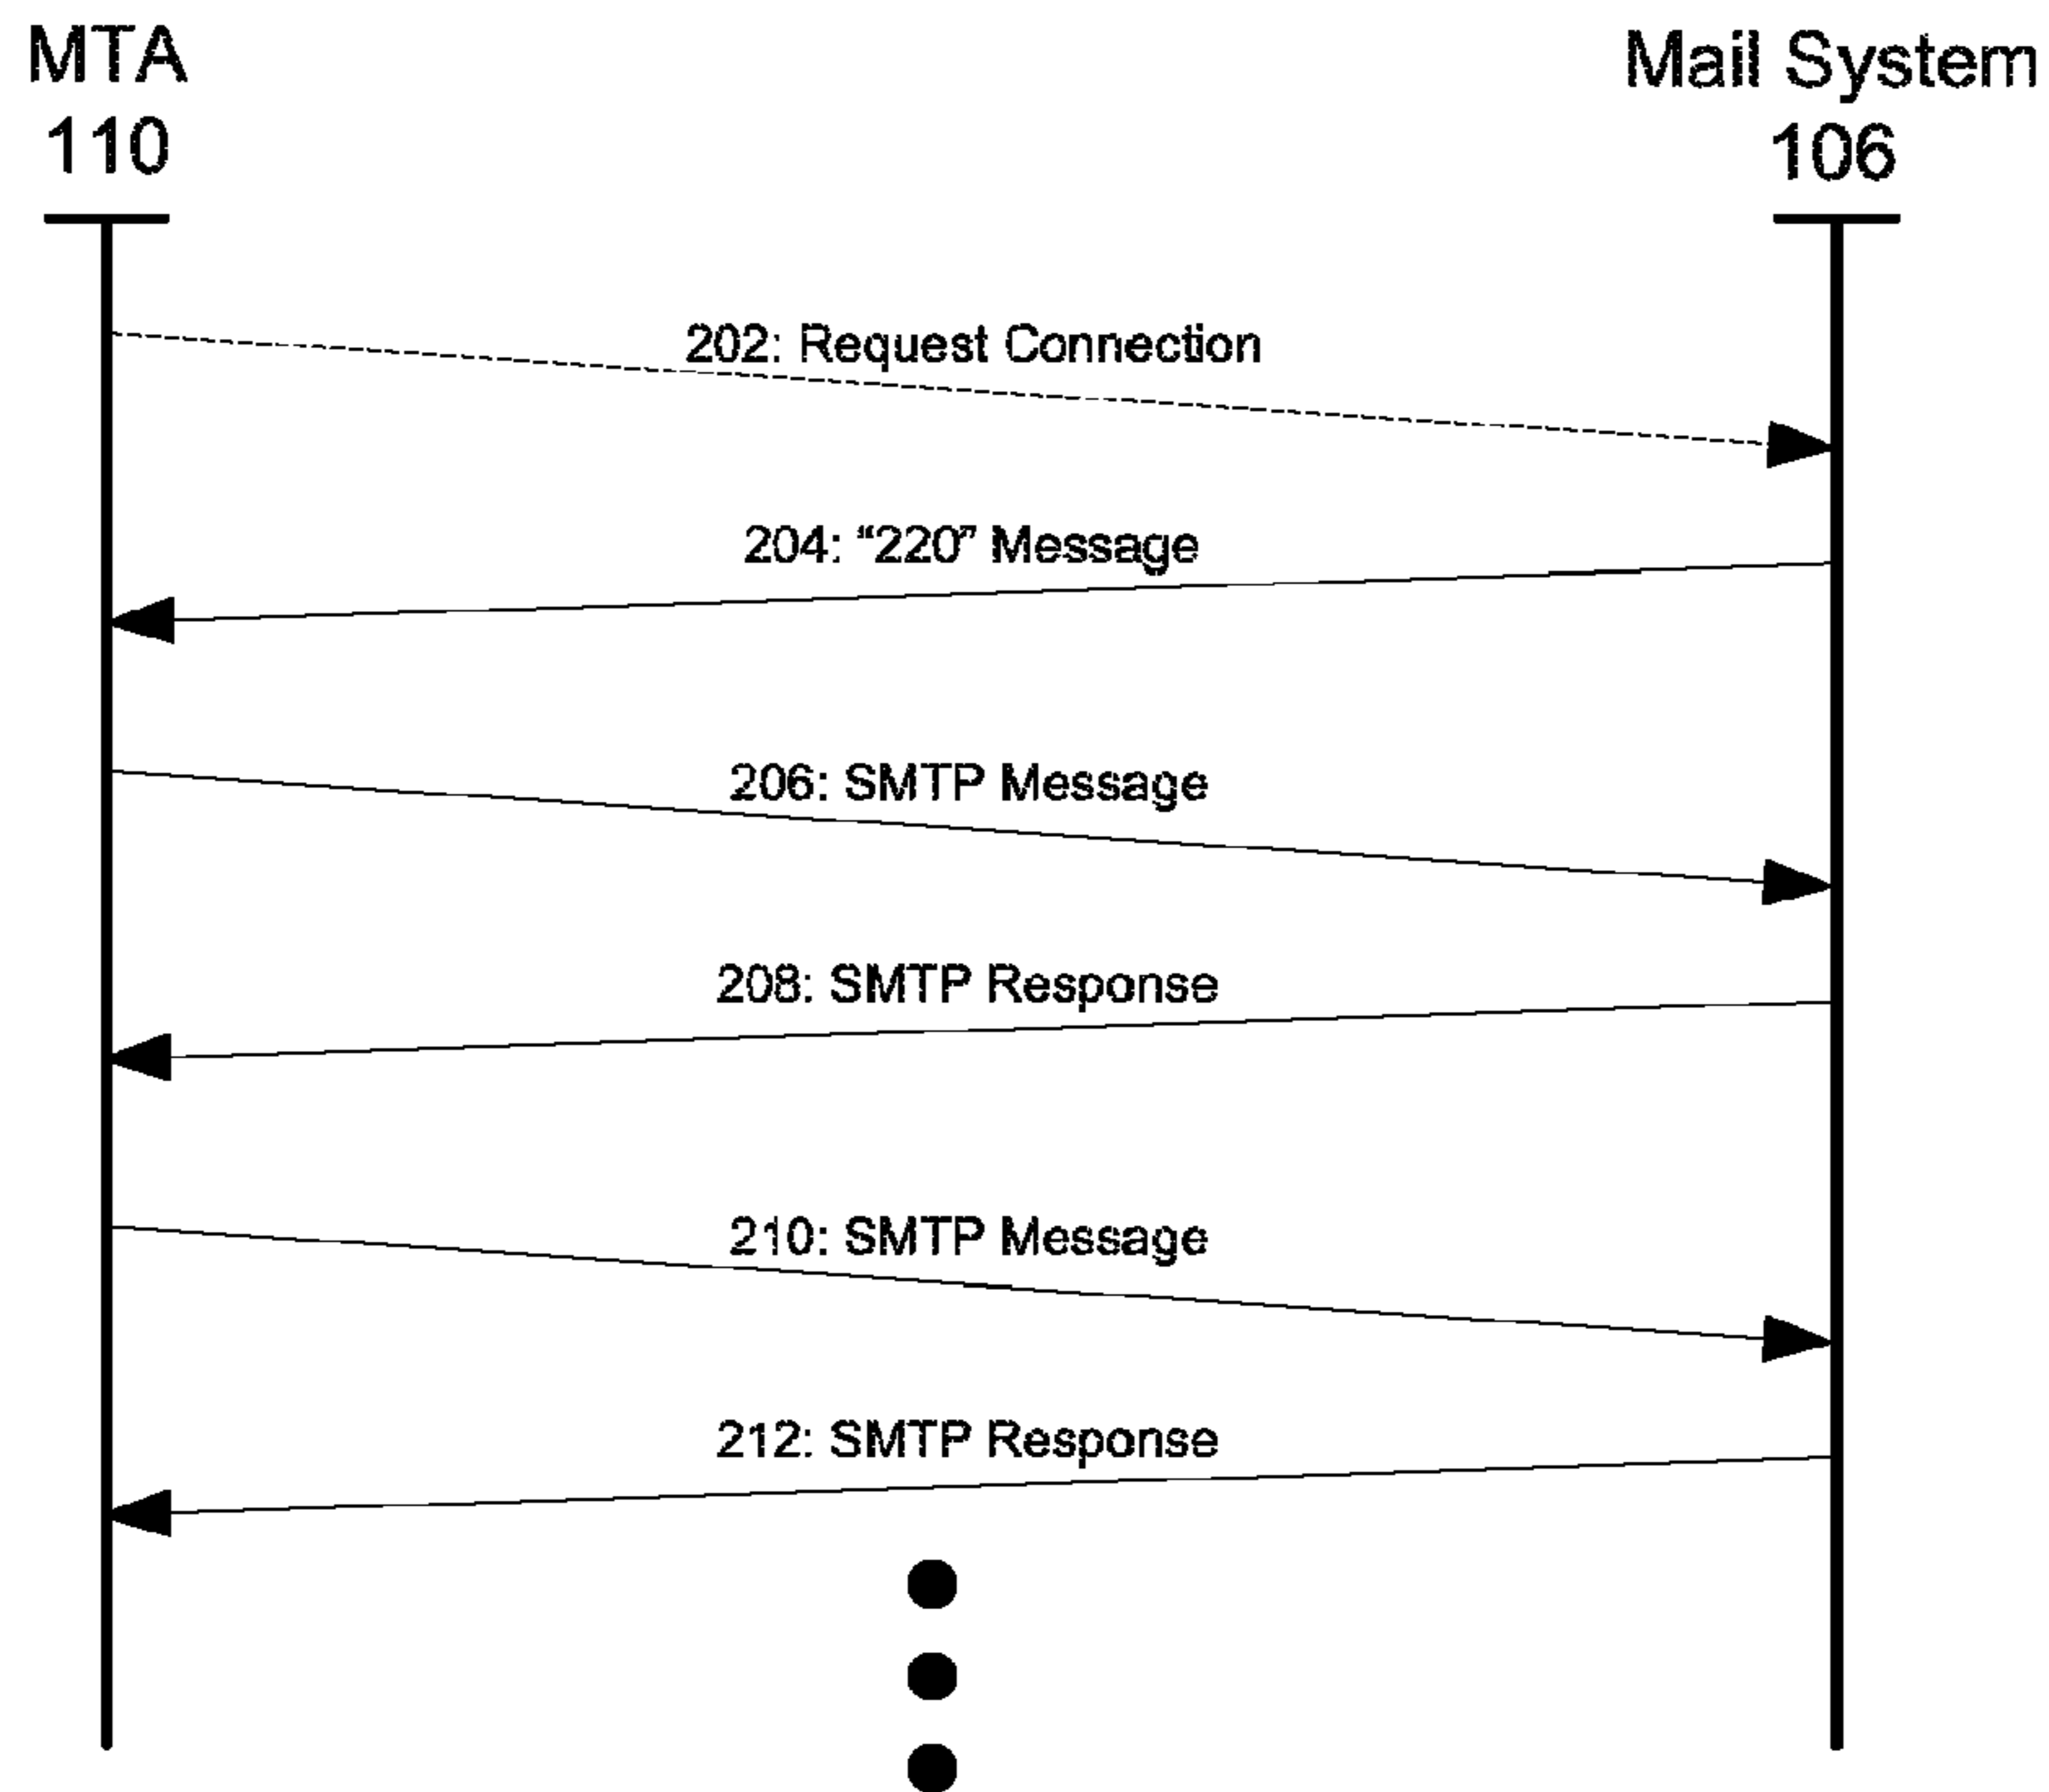 MTA
110
Mail System
106
202: Request Connection
204: “220” Message
206: SMTP Message
208: SMTP Response
210: SMTP Message
212: SMTP Response